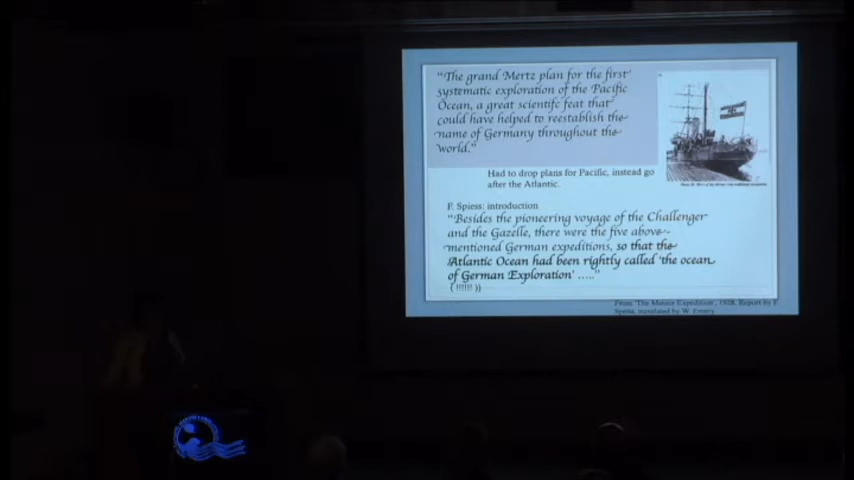 "The grand Mertz plan for the first
systematic exploration of the Pacific
Ocean, a great scientifc feat that
could have helped to reestablish the
name of Germany throughout the
world."
Had to drop plans for Pacific, instead go
after the Atlantic.
F. Spiess: introduction
"Besides the pioneering voyage of the Challenger
and the Gazelle, there were the five above-
mentioned German expeditions, so that the
Atlantic Ocean had been rightly called 'the ocean
of German Exploration' ....."
( !!!!!! ))
From 'The Meteor Expedition', 1928. Report by F.
Spiess, translated by W. Emery